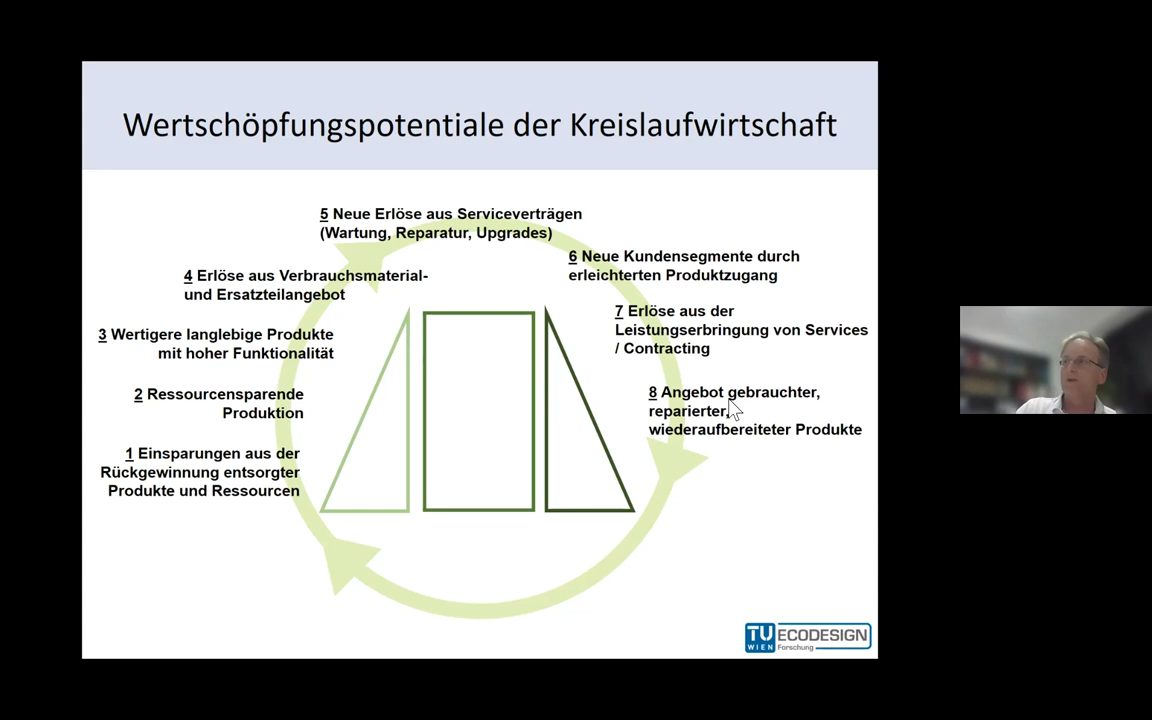 Wertschöpfungspotentiale der Kreislaufwirtschaft
5 Neue Erlöse aus Serviceverträgen
(Wartung, Reparatur, Upgrades)
6 Neue Kundensegmente durch
erleichterten Produktzugang
4 Erlöse aus Verbrauchsmaterial-
und Ersatzteilangebot
7 Erlöse aus der
Leistungserbringung von Services
/ Contracting
3 Wertigere langlebige Produkte
mit hoher Funktionalität
2 Ressourcensparende
Produktion
8 Angebot gebrauchter,
reparierter,
wiederaufbereiteter Produkte
1 Einsparungen aus der
Rückgewinnung entsorgter
Produkte und Ressourcen
TU WIEN ECODESIGN
Forschung